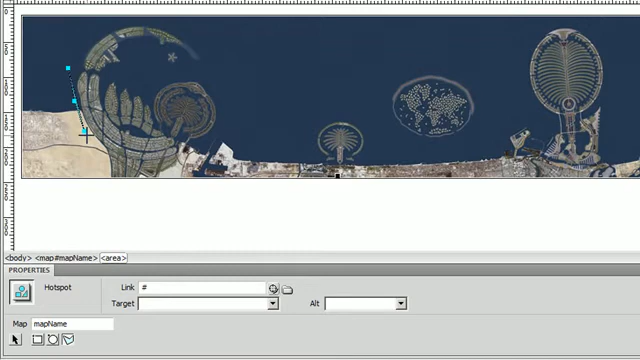 <body> <map#mapName> <area>
PROPERTIES
Hotspot
Link #
Target
Alt
Map mapName